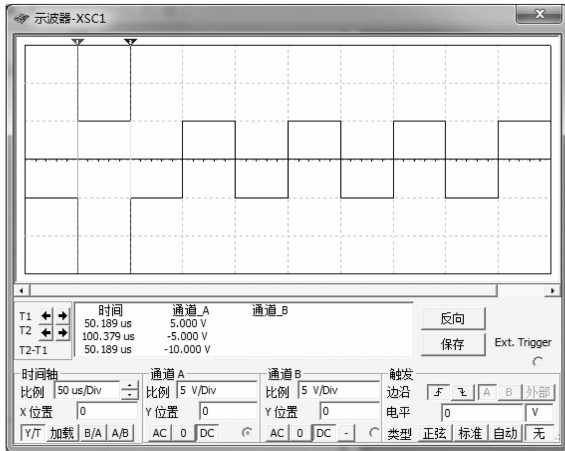 示波器-XSC1
1 2
时间 通道_A 通道_B
T1 50.189 us 5.000 V
T2 100.379 us -5.000 V
T2-T1 50.189 us -10.000 V
反向
保存
Ext. Trigger
时间轴 通道 A 通道 B 触发
比例 50 us/Div 比例 5 V/Div 比例 5 V/Div 边沿 A B 外部
X 位置 0 Y 位置 0 Y 位置 0 电平 0 V
Y/T 加载 B/A A/B AC 0 DC AC 0 DC - 类型 正弦 标准 自动 无